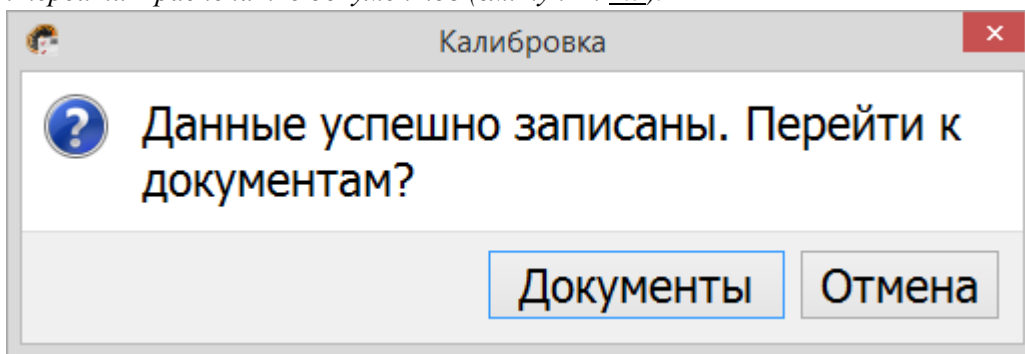 Калибровка
Данные успешно записаны. Перейти к
документам?
Документы Отмена